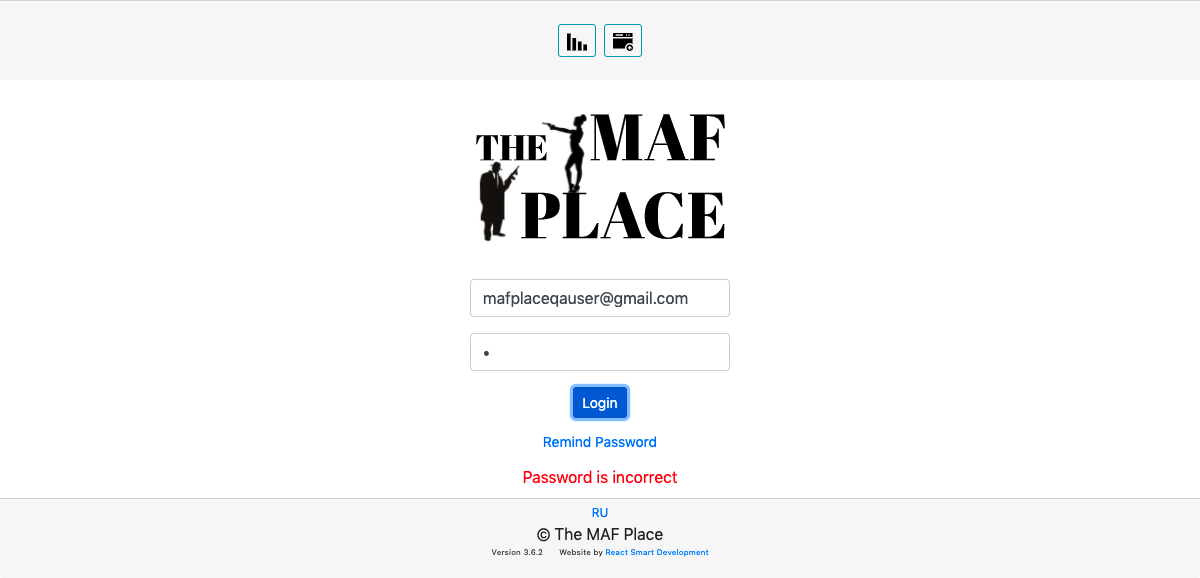 THE MAF
PLACE
mafplaceqauser@gmail.com
•
Login
Remind Password
Password is incorrect
RU
© The MAF Place
Version 3.6.2 Website by React Smart Development